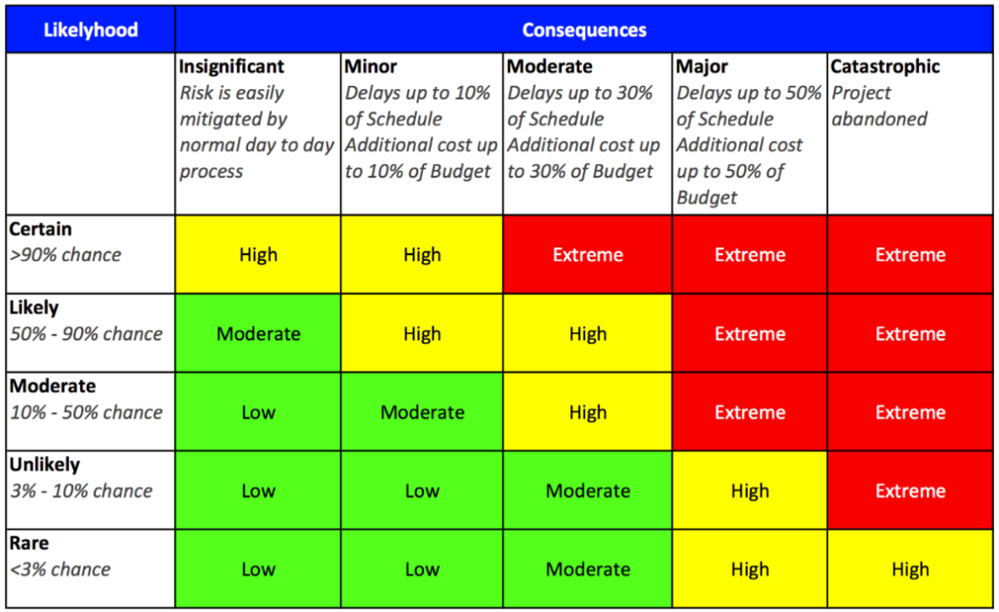 Likelyhood
Consequences
Insignificant
Risk is easily
mitigated by
normal day to day
process
Minor
Delays up to 10%
of Schedule
Additional cost up
to 10% of Budget
Moderate
Delays up to 30%
of Schedule
Additional cost up
to 30% of Budget
Major
Delays up to 50%
of Schedule
Additional cost
up to 50% of
Budget
Catastrophic
Project
abandoned
Certain
>90% chance
High
High
Extreme
Extreme
Extreme
Likely
50% - 90% chance
Moderate
High
High
Extreme
Extreme
Moderate
10% - 50% chance
Low
Moderate
High
Extreme
Extreme
Unlikely
3% - 10% chance
Low
Low
Moderate
High
Extreme
Rare
<3% chance
Low
Low
Moderate
High
High